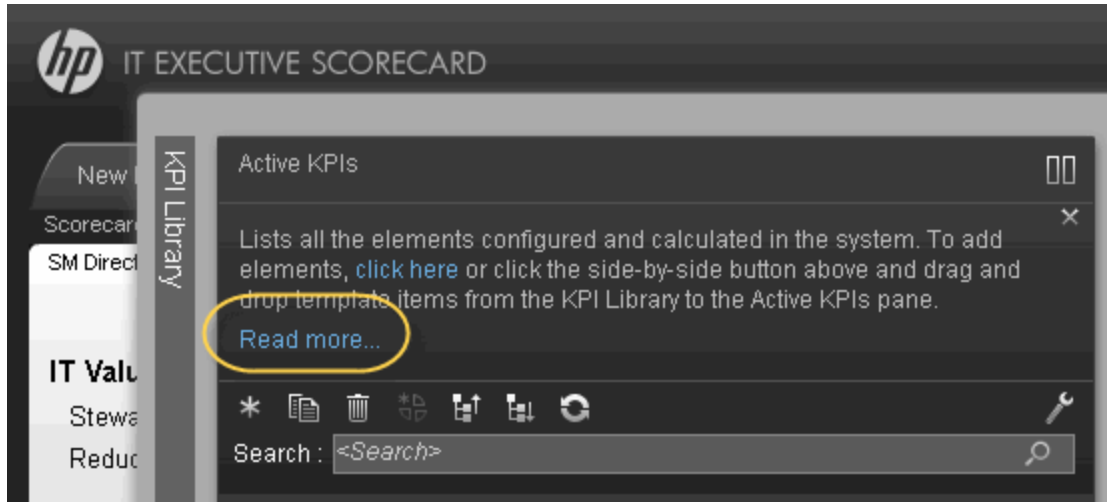 hp IT EXECUTIVE SCORECARD
New
KPI Library
Active KPIs
SM Direct
Lists all the elements configured and calculated in the system. To add
elements, click here or click the side-by-side button above and drag and
drop template items from the KPI Library to the Active KPIs pane.
Read more...
IT Valu
Stewa
Reduc
Search : <Search>